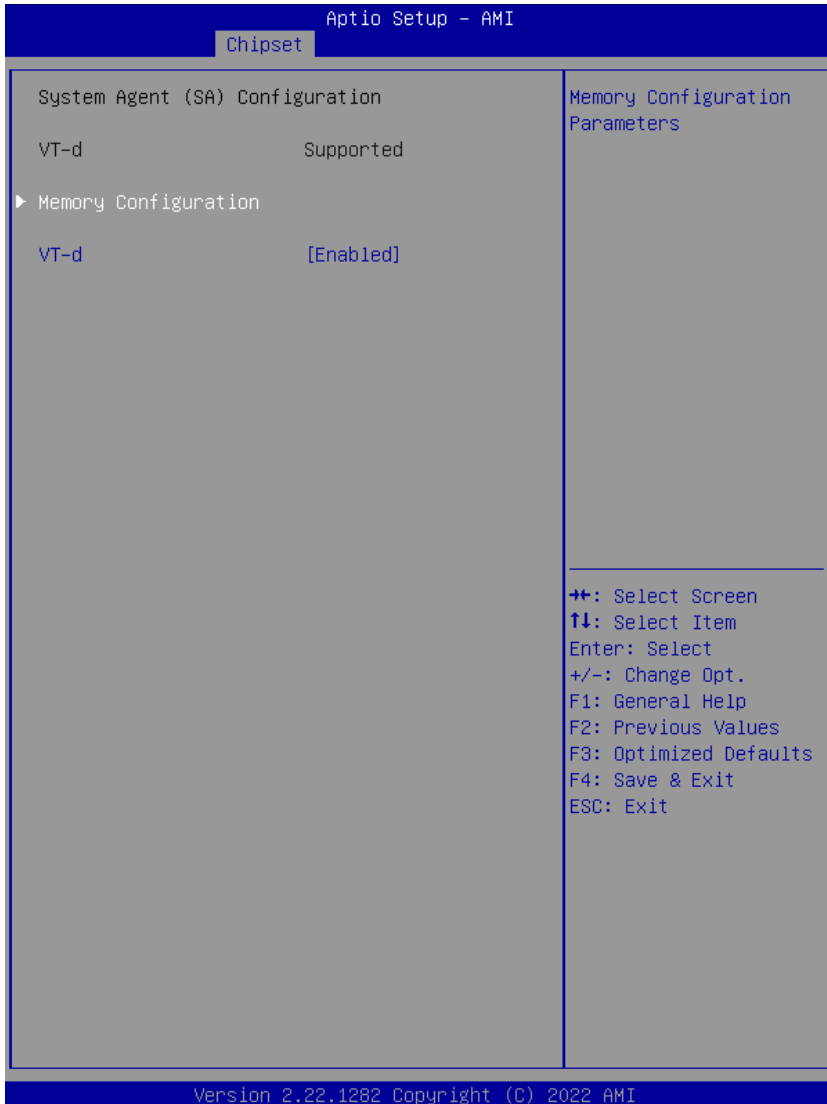 Aptio Setup – AMI
Chipset
System Agent (SA) Configuration
VT-d Supported
► Memory Configuration
VT-d [Enabled]
Memory Configuration
Parameters
→←: Select Screen
↑↓: Select Item
Enter: Select
+/-: Change Opt.
F1: General Help
F2: Previous Values
F3: Optimized Defaults
F4: Save & Exit
ESC: Exit
Version 2.22.1282 Copyright (C) 2022 AMI